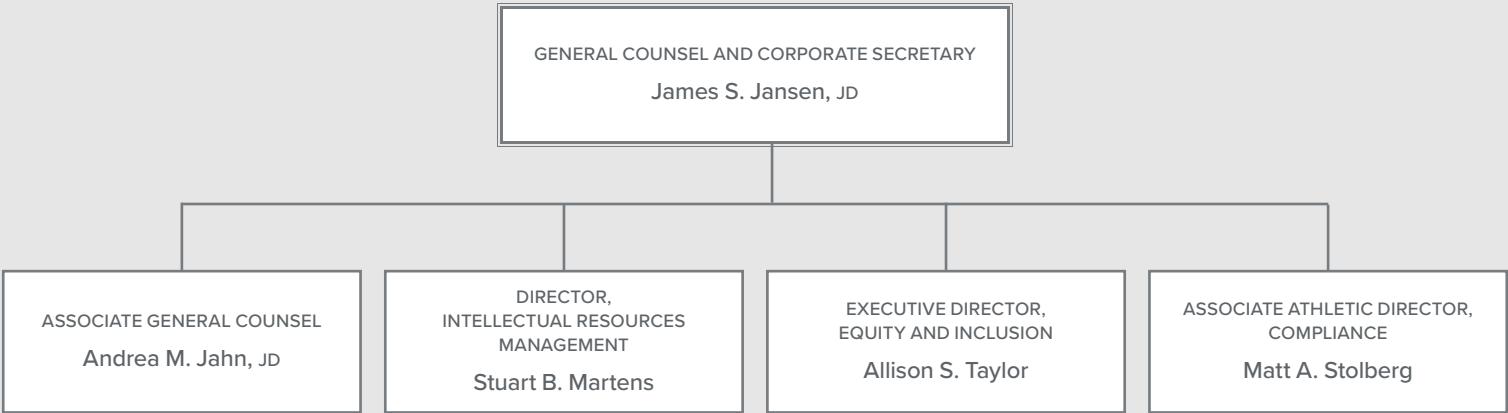 GENERAL COUNSEL AND CORPORATE SECRETARY
James S. Jansen, JD
ASSOCIATE GENERAL COUNSEL
Andrea M. Jahn, JD
DIRECTOR,
INTELLECTUAL RESOURCES
MANAGEMENT
Stuart B. Martens
EXECUTIVE DIRECTOR,
EQUITY AND INCLUSION
Allison S. Taylor
ASSOCIATE ATHLETIC DIRECTOR,
COMPLIANCE
Matt A. Stolberg